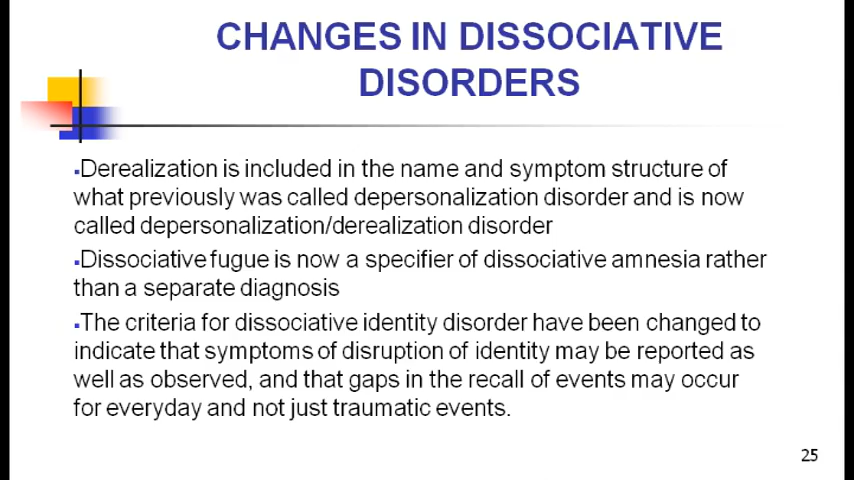 CHANGES IN DISSOCIATIVE
DISORDERS
▪Derealization is included in the name and symptom structure of
what previously was called depersonalization disorder and is now
called depersonalization/derealization disorder
▪Dissociative fugue is now a specifier of dissociative amnesia rather
than a separate diagnosis
▪The criteria for dissociative identity disorder have been changed to
indicate that symptoms of disruption of identity may be reported as
well as observed, and that gaps in the recall of events may occur
for everyday and not just traumatic events.
25